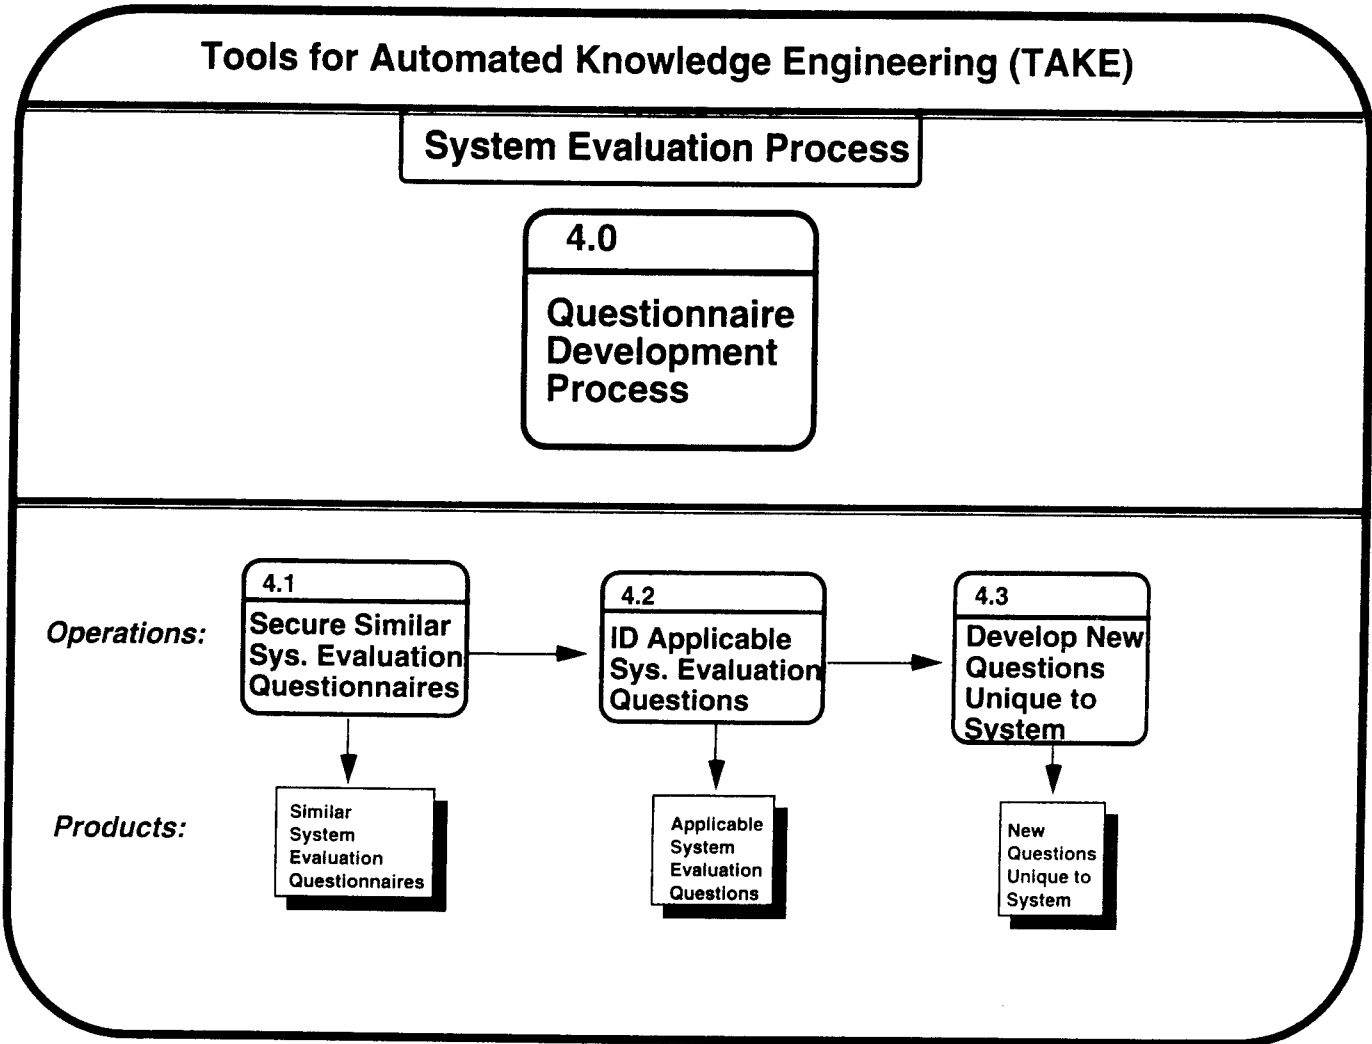 Tools for Automated Knowledge Engineering (TAKE)
System Evaluation Process
4.0
Questionnaire
Development
Process
Operations:
4.1
Secure Similar
Sys. Evaluation
Questionnaires
4.2
ID Applicable
Sys. Evaluation
Questions
4.3
Develop New
Questions
Unique to
System
Products:
Similar
System
Evaluation
Questionnaires
Applicable
System
Evaluation
Questions
New
Questions
Unique to
System